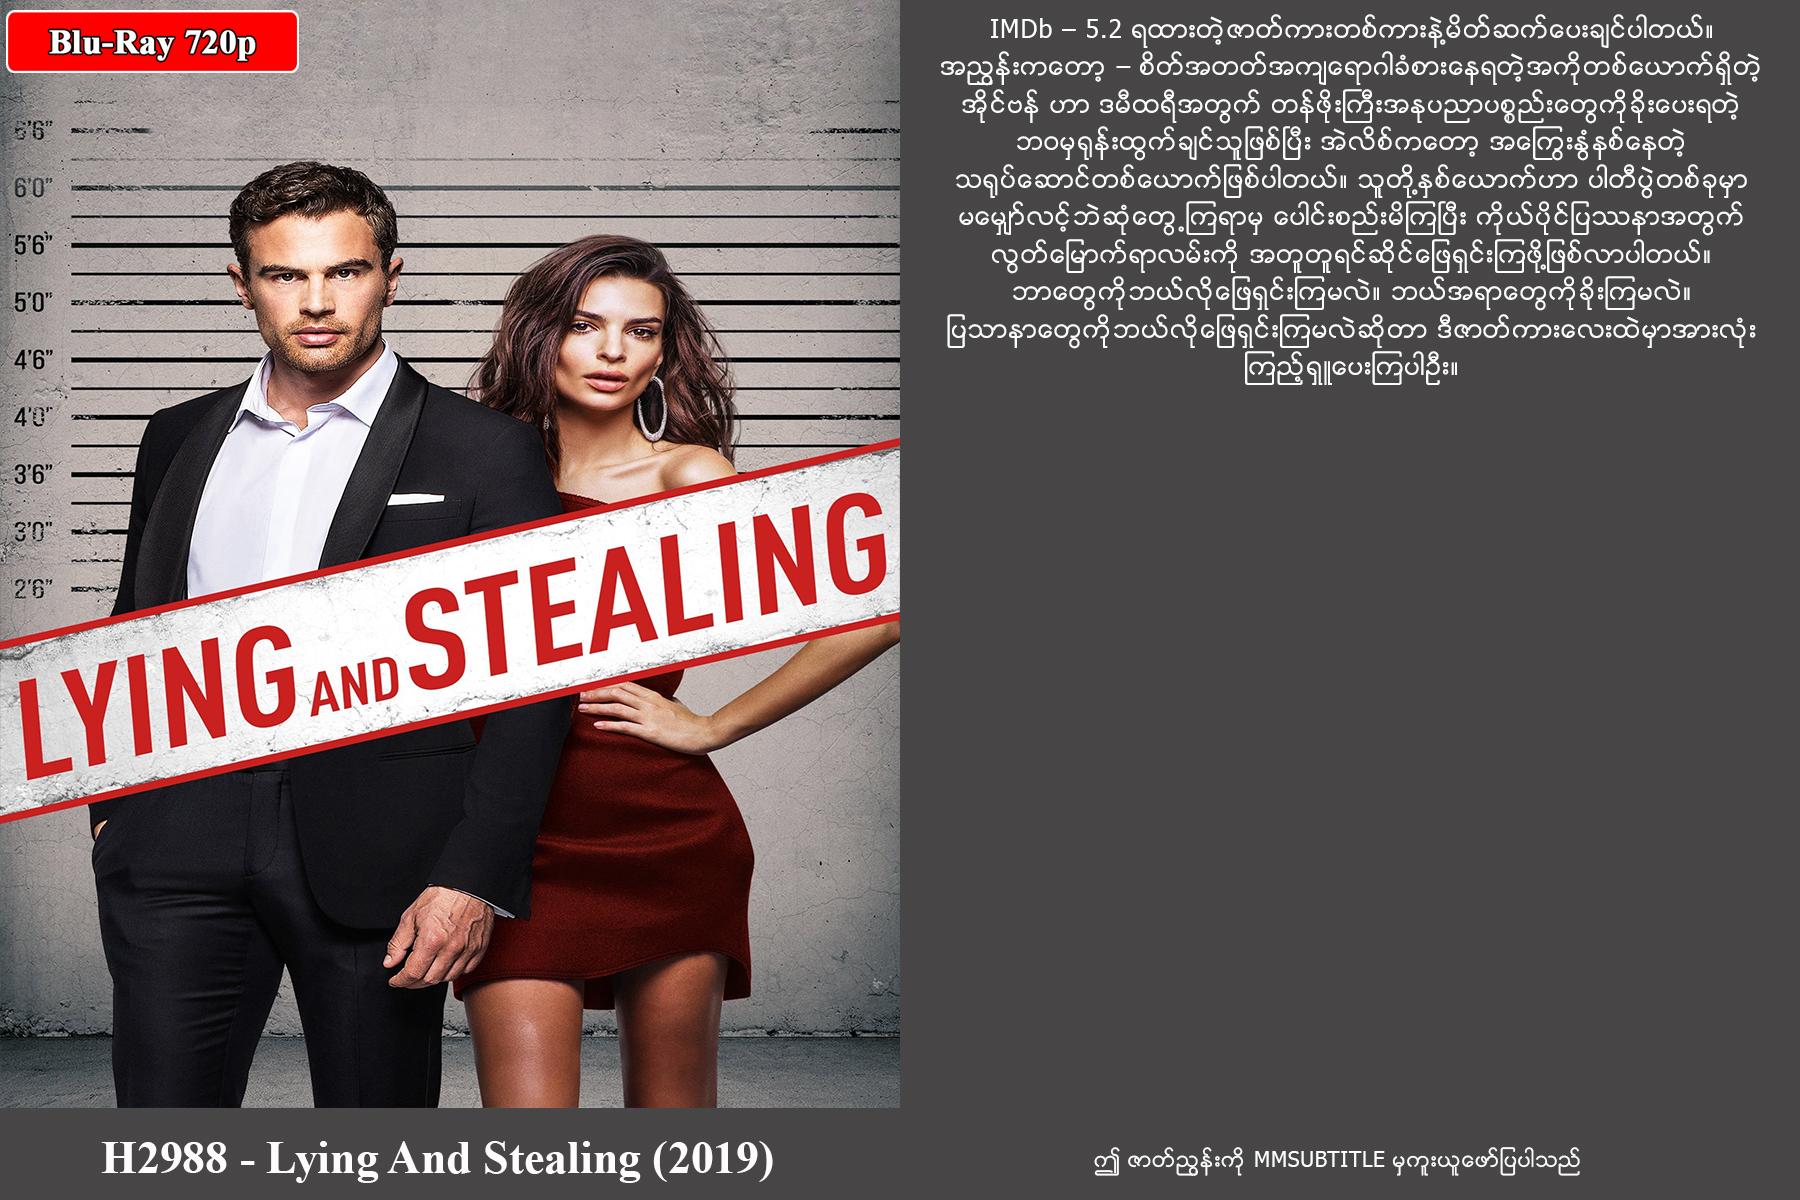 Blu-Ray 720p
6'6"
6'0"
5'6"
5'0"
4'6"
4'0"
3'6"
3'0"
2'6"
LYING AND STEALING
H2988 - Lying And Stealing (2019)
IMDb – 5.2 ရထားတဲ့ဇာတ်ကားတစ်ကားနဲ့မိတ်ဆက်ပေးချင်ပါတယ်။
အညွှန်းကတော့ – စိတ်အတတ်အကျရောဂါခံစားနေရတဲ့အကိုတစ်ယောက်ရှိတဲ့
အိုင်ဗန် ဟာ ဒမီထရီအတွက် တန်ဖိုးကြီးအနုပညာပစ္စည်းတွေကိုခိုးပေးရတဲ့
ဘဝမှရုန်းထွက်ချင်သူဖြစ်ပြီး အဲလိစ်ကတော့ အကြွေးနွံနစ်နေတဲ့
သရုပ်ဆောင်တစ်ယောက်ဖြစ်ပါတယ်။ သူတို့နှစ်ယောက်ဟာ ပါတီပွဲတစ်ခုမှာ
မမျှော်လင့်ဘဲဆုံတွေ့ကြရာမှ ပေါင်းစည်းမိကြပြီး ကိုယ်ပိုင်ပြဿနာအတွက်
လွတ်မြောက်ရာလမ်းကို အတူတူရင်ဆိုင်ဖြေရှင်းကြဖို့ဖြစ်လာပါတယ်။
ဘာတွေကိုဘယ်လိုဖြေရှင်းကြမလဲ။ ဘယ်အရာတွေကိုခိုးကြမလဲ။
ပြသာနာတွေကိုဘယ်လိုဖြေရှင်းကြမလဲဆိုတာ ဒီဇာတ်ကားလေးထဲမှာအားလုံး
ကြည့်ရှူပေးကြပါဦး။
ဤ ဇာတ်ညွှန်းကို MMSUBTITLE မှကူးယူဖော်ပြပါသည်